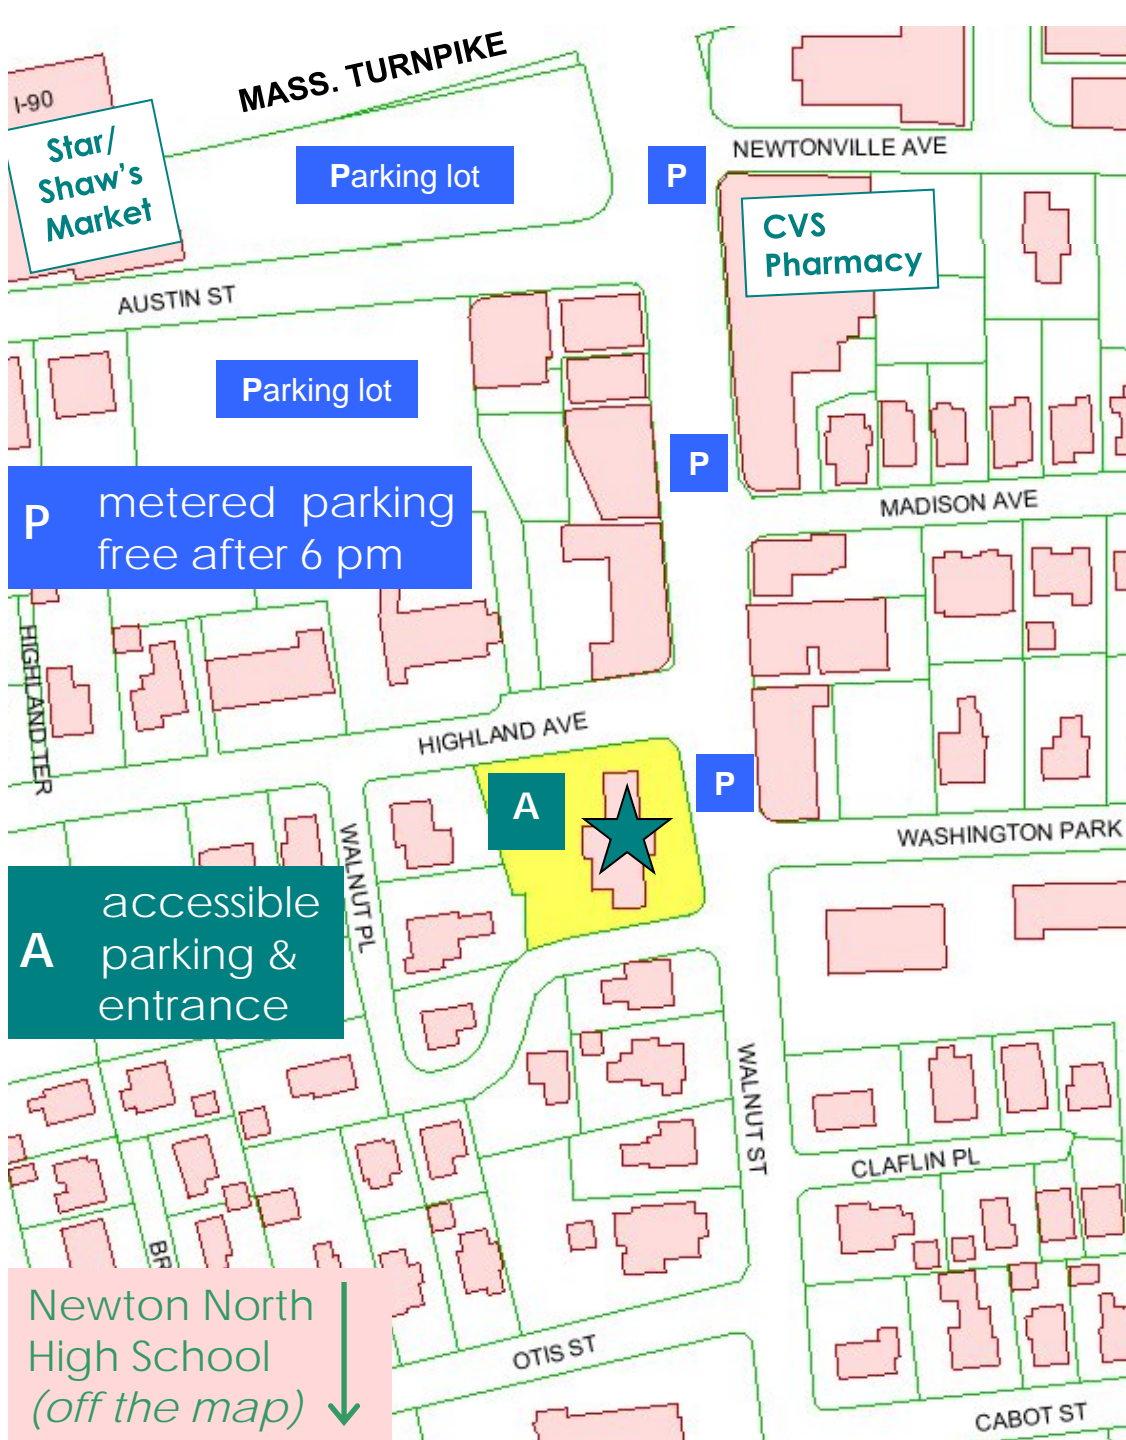 MASS. TURNPIKE
I-90
Star/
Shaw's
Market
Parking lot
P
NEWTONVILLE AVE
CVS
Pharmacy
AUSTIN ST
Parking lot
P
P metered parking
free after 6 pm
MADISON AVE
HIGHLAND TER
HIGHLAND AVE
A
P
WALNUT PL
WASHINGTON PARK
A accessible
parking &
entrance
WALNUT ST
CLAFLIN PL
BR
Newton North
High School
(off the map)
OTIS ST
CABOT ST